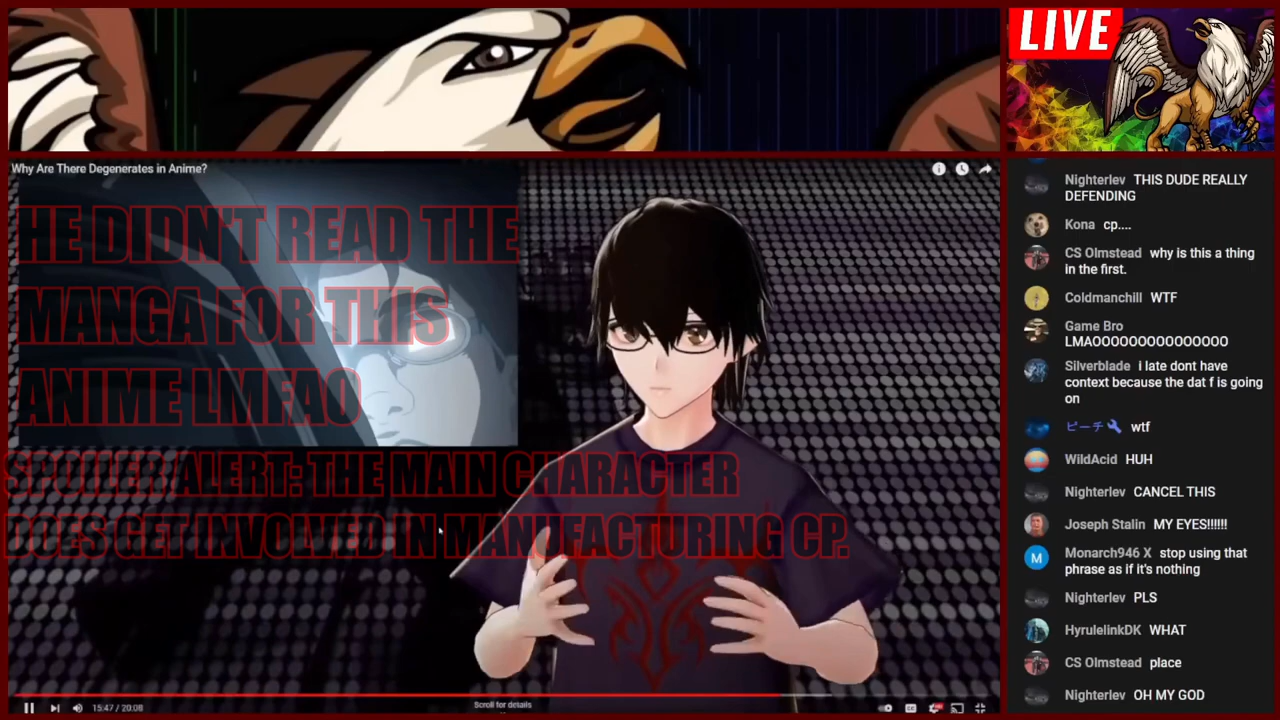 LIVE
Why Are There Degenerates in Anime?
HE DIDN'T READ THE
MANGA FOR THIS
ANIME LMFAO
SPOILER ALERT: THE MAIN CHARACTER
DOES GET INVOLVED IN MANUFACTURING CP.
15:47 / 20:08
Scroll for details
Nighterlev THIS DUDE REALLY
DEFENDING
Kona cp....
CS Olmstead why is this a thing
in the first.
Coldmanchill WTF
Game Bro
LMAOOOOOOOOOOOOOOO
Silverblade i late dont have
context because the dat f is going
on
ピーチ wtf
WildAcid HUH
Nighterlev CANCEL THIS
Joseph Stalin MY EYES!!!!!!
M
Monarch946 X stop using that
phrase as if it's nothing
Nighterlev PLS
HyrulelinkDK WHAT
CS Olmstead place
Nighterlev OH MY GOD